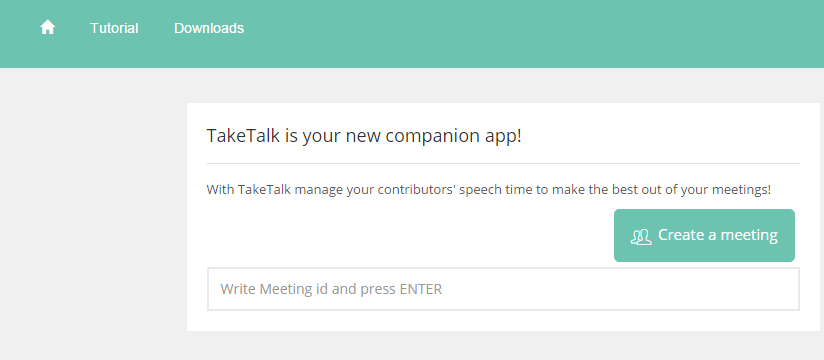 Tutorial Downloads
TakeTalk is your new companion app!
With TakeTalk manage your contributors' speech time to make the best out of your meetings!
Create a meeting
Write Meeting id and press ENTER